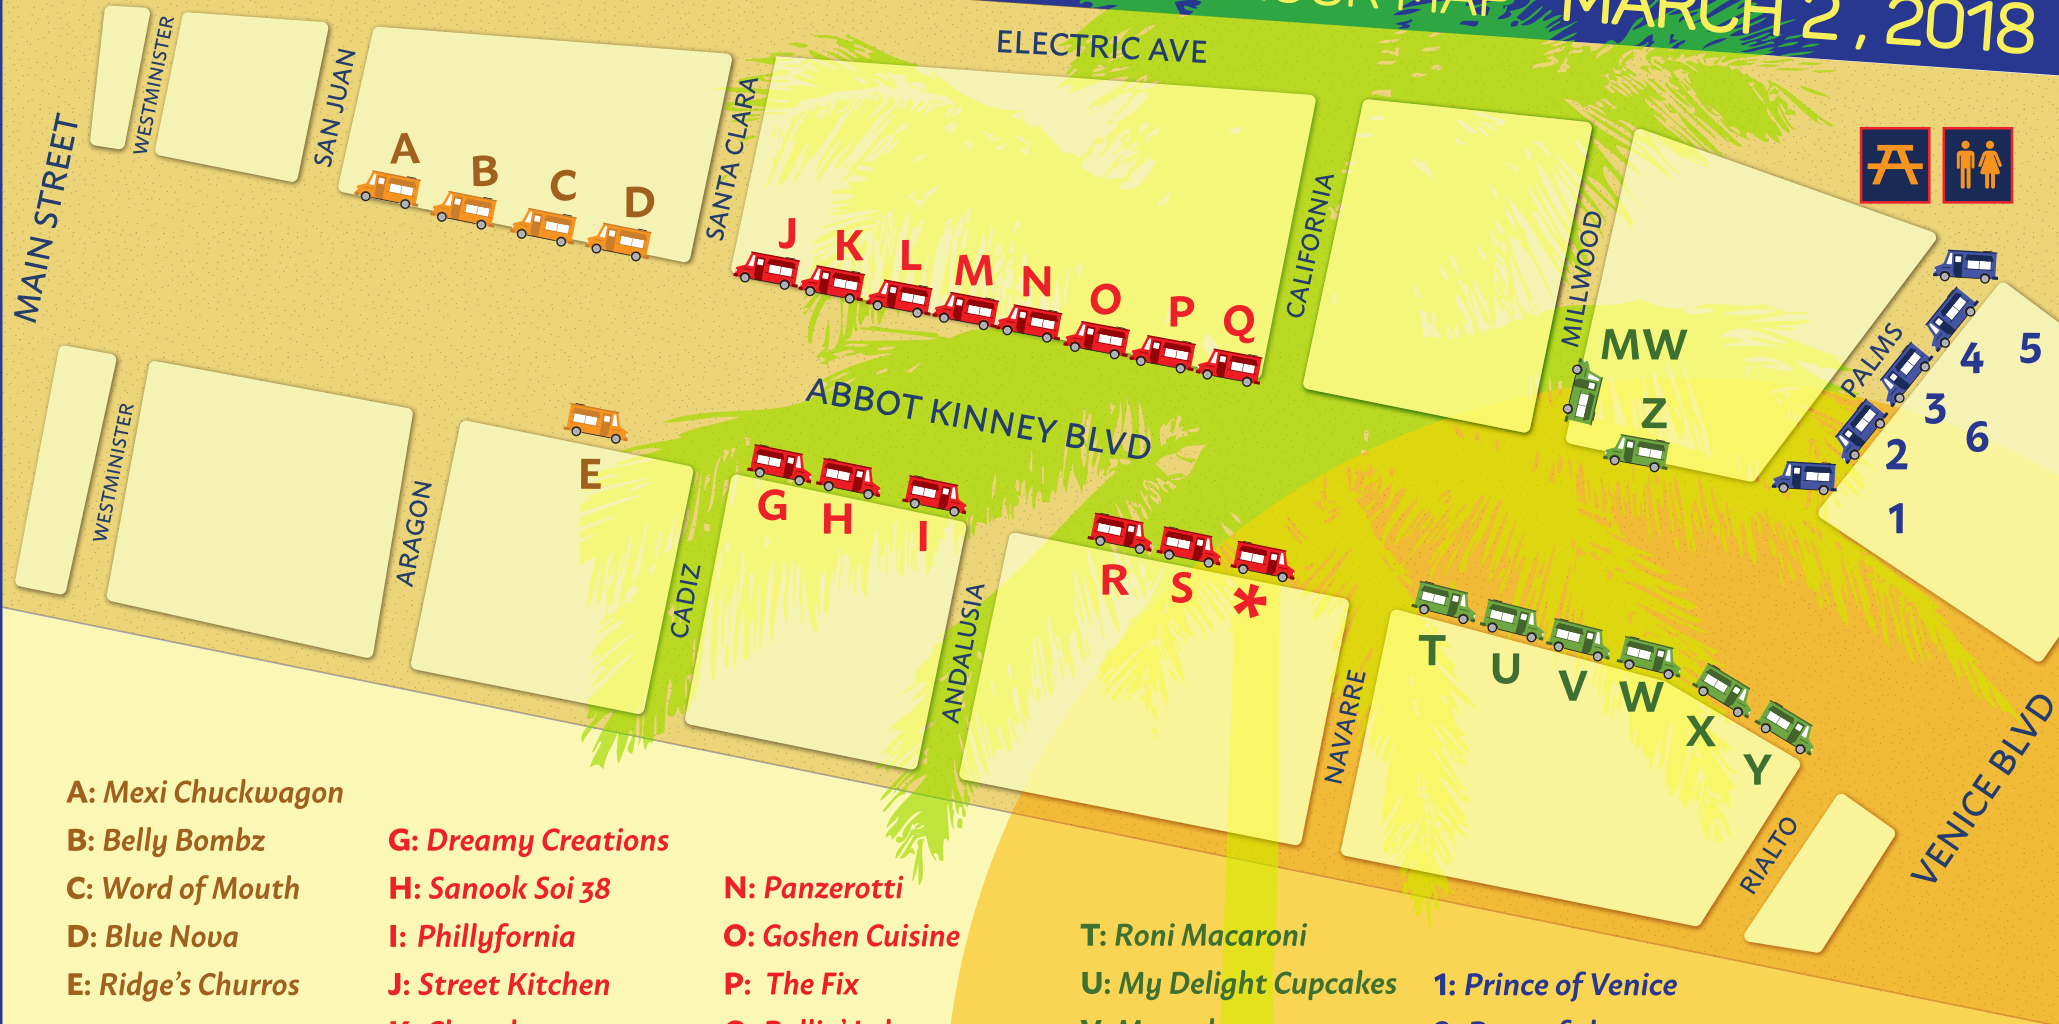 MARCH 2, 2018
ELECTRIC AVE
MAIN STREET
WESTMINISTER
SAN JUAN
SANTA CLARA
CALIFORNIA
MILLWOOD
PALMS
A
B
C
D
J
K
L
M
N
O
P
Q
MW
Z
5
4
3
6
2
1
ABBOT KINNEY BLVD
WESTMINISTER
ARAGON
CADIZ
ANDALUSIA
NAVARRE
RIALTO
VENICE BLVD
E
G
H
I
R
S
*
T
U
V
W
X
Y
A: Mexi Chuckwagon
B: Belly Bombz
C: Word of Mouth
D: Blue Nova
E: Ridge's Churros
G: Dreamy Creations
H: Sanook Soi 38
I: Phillyfornia
J: Street Kitchen
N: Panzerotti
O: Goshen Cuisine
P: The Fix
T: Roni Macaroni
U: My Delight Cupcakes
1: Prince of Venice